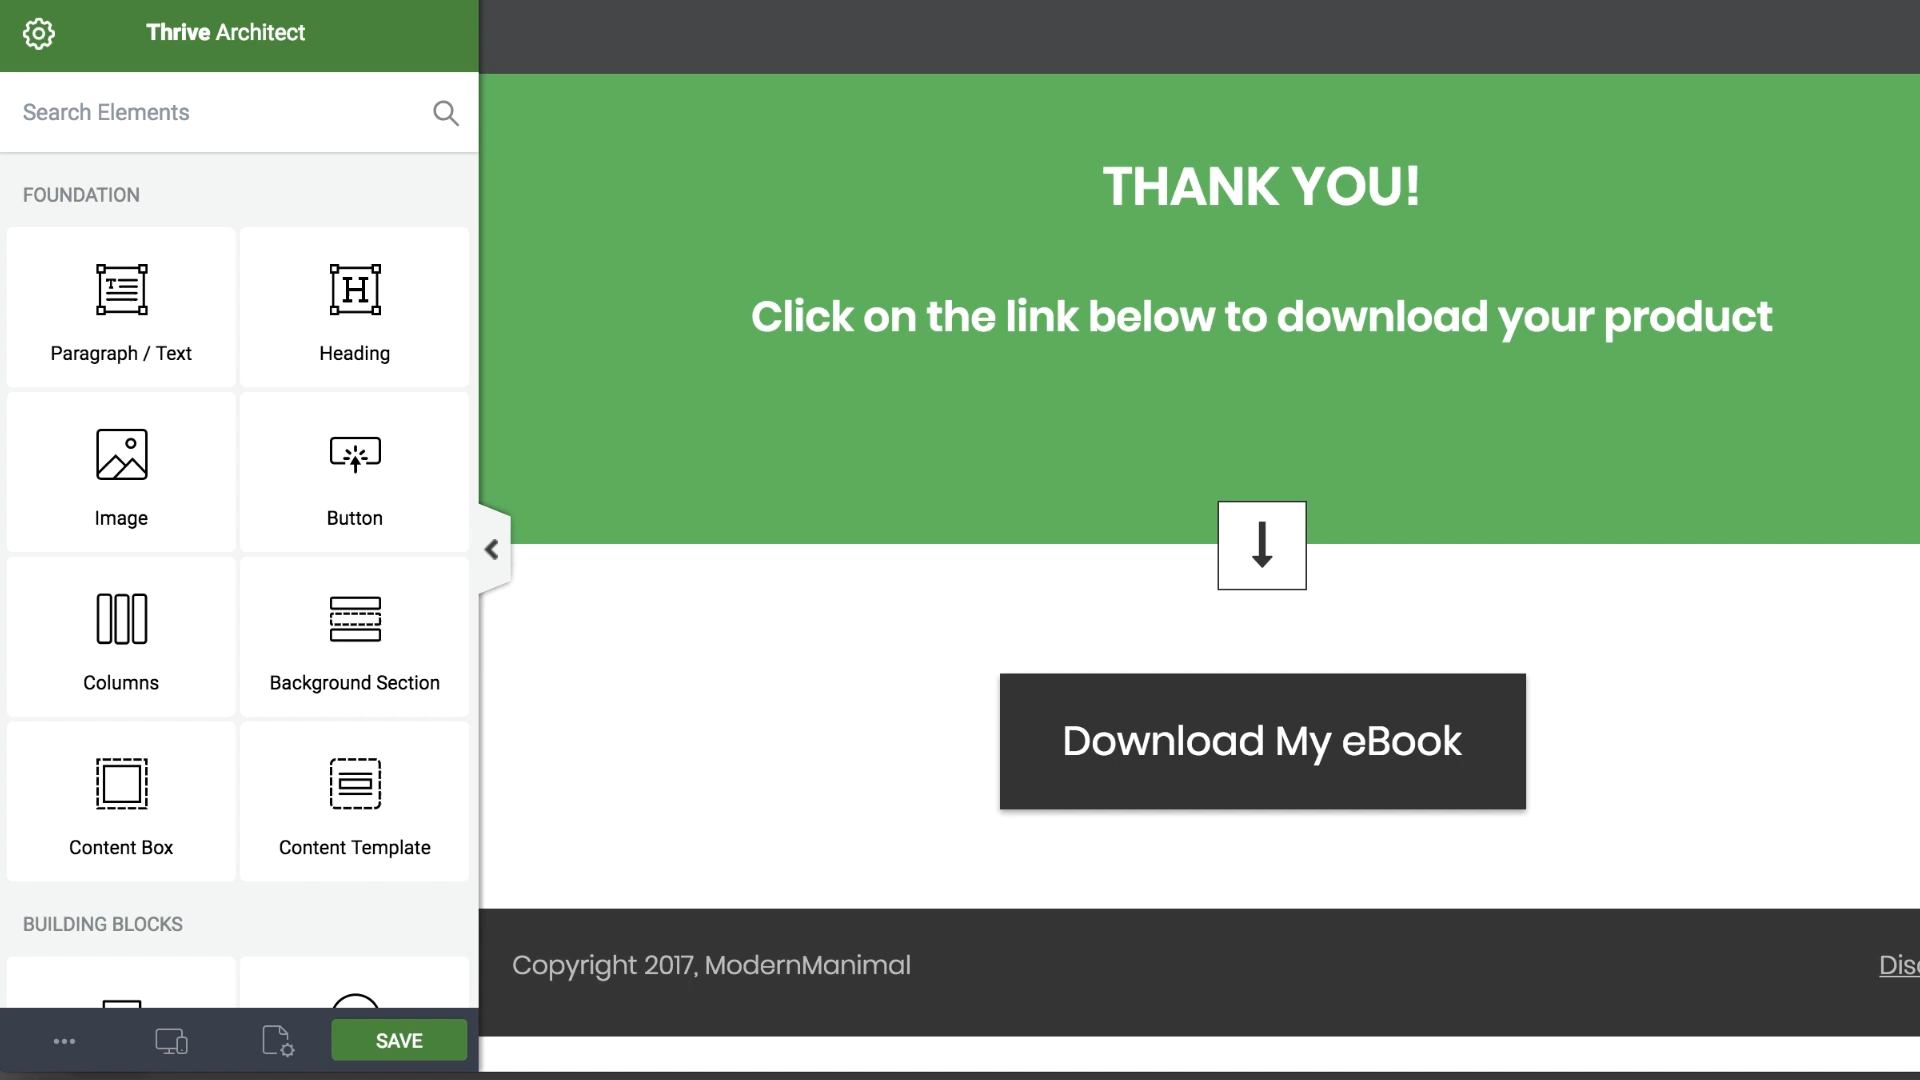 Thrive Architect
Search Elements
FOUNDATION
Paragraph / Text
Heading
Image
Button
Columns
Background Section
Content Box
Content Template
BUILDING BLOCKS
SAVE
THANK YOU!
Click on the link below to download your product
Download My eBook
Copyright 2017, ModernManimal